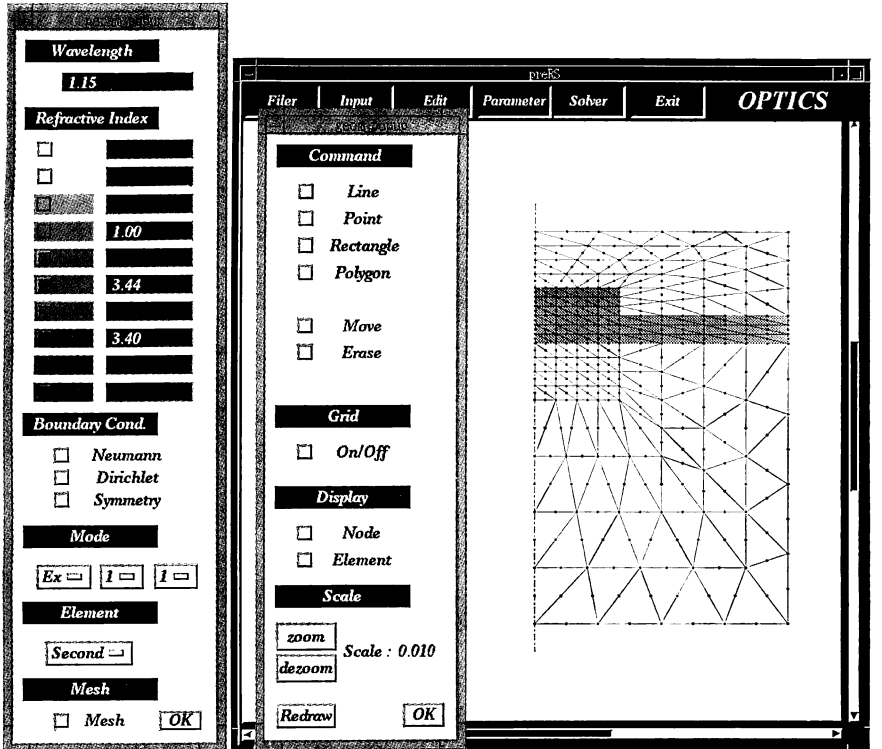 Wavelength
1.15
Refractive Index
1.00
3.44
3.40
Boundary Cond.
Neumann
Dirichlet
Symmetry
Mode
Ex 1 1
Element
Second
Mesh
Mesh OK
preRS
Filer Input Edit Parameter Solver Exit OPTICS
Command
Line
Point
Rectangle
Polygon
Move
Erase
Grid
On/Off
Display
Node
Element
Scale
zoom
Scale : 0.010
dezoom
Redraw OK